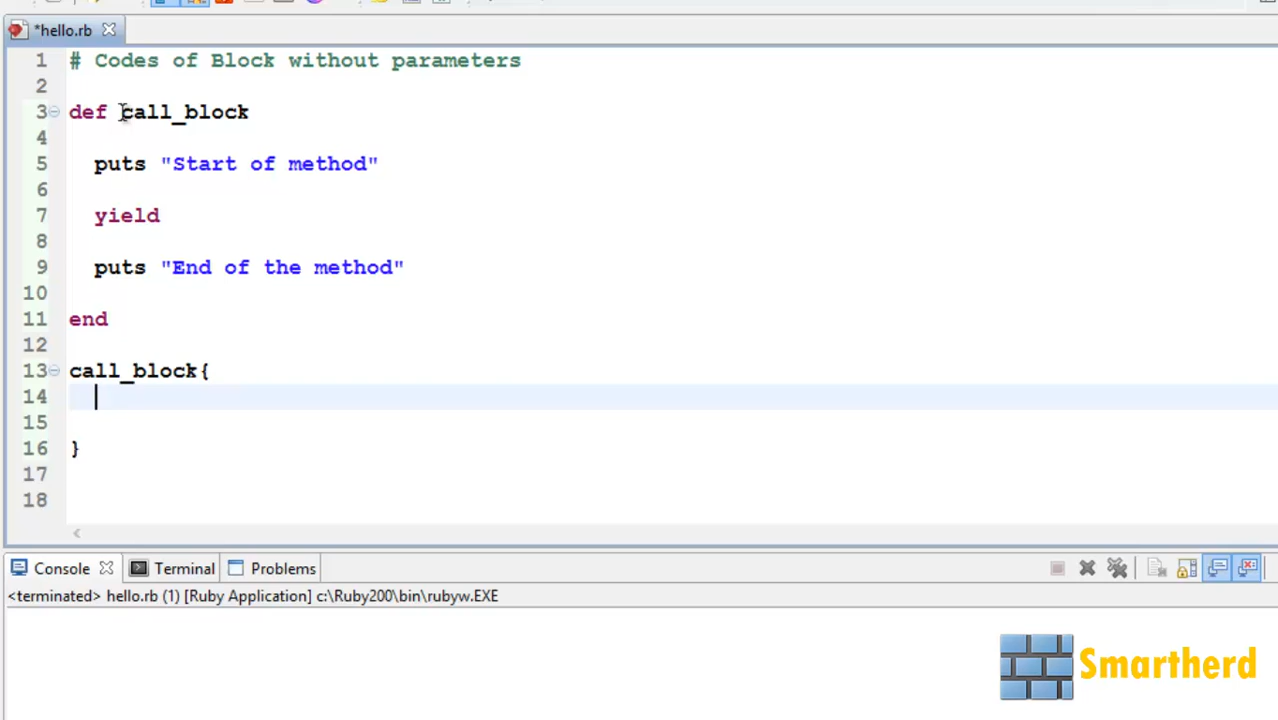 *hello.rb
1 # Codes of Block without parameters
2
3 def call_block
4
5 puts "Start of method"
6
7 yield
8
9 puts "End of the method"
10
11 end
12
13 call_block{
14
15
16 }
17
18
Console Terminal Problems
<terminated> hello.rb (1) [Ruby Application] c:\Ruby200\bin\rubyw.EXE
Smartherd